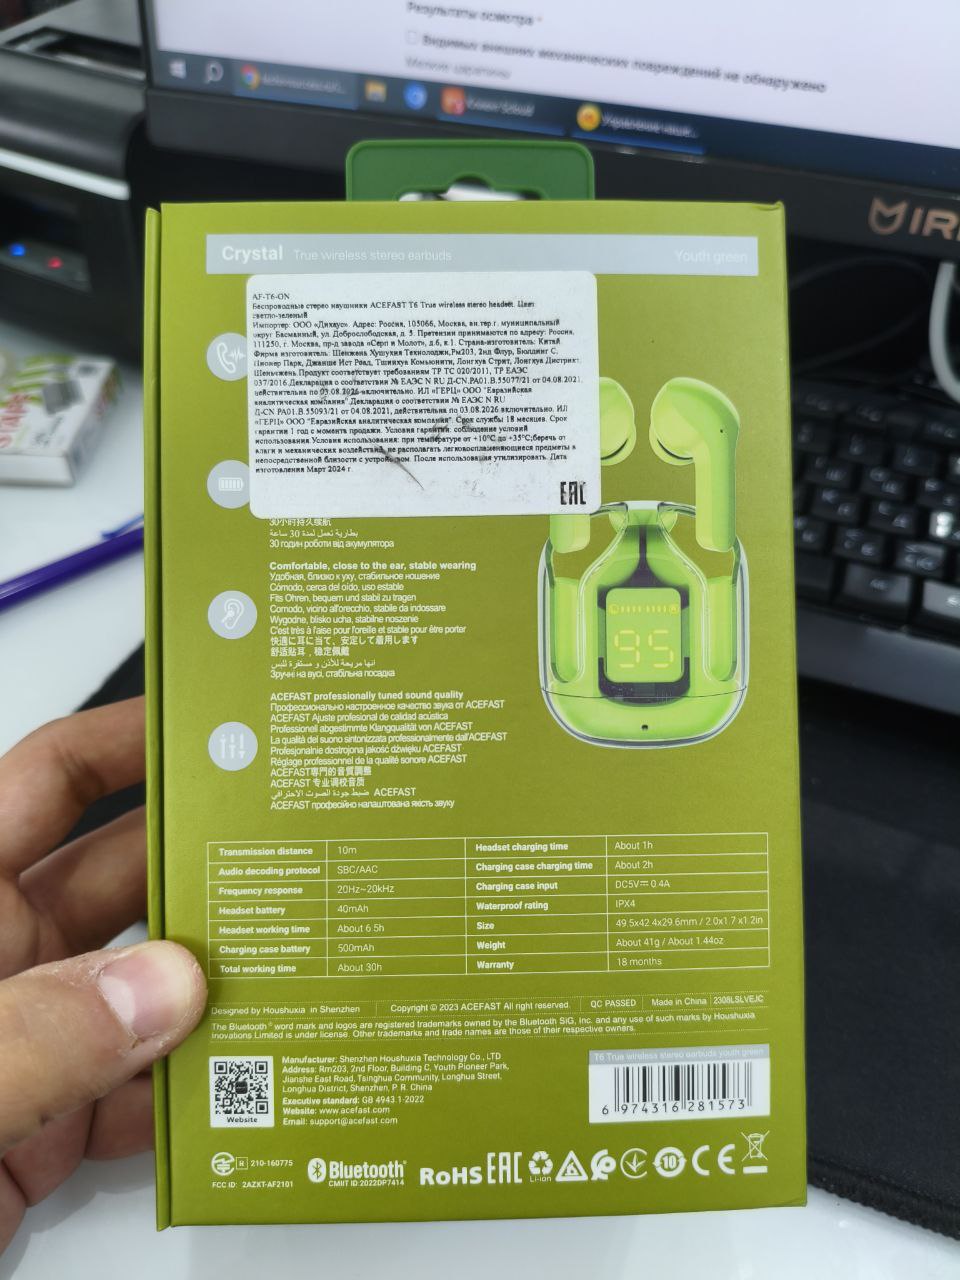 Результаты осмотра
Видимых внешних механических повреждений не обнаружено
Мелкие царапины
Crystal True wireless stereo earbuds Youth green
AF-T6-GN
Беспроводные стерео наушники ACEFAST T6 True wireless stereo headset. Цвет
светло-зеленый
Импортер: ООО «Дихаус». Адрес: Россия, 105066, Москва, вн.тер.г. муниципальный
округ Басманный, ул. Доброслободская, д. 5. Претензии принимаются по адресу: Россия,
111250, г. Москва, пр-д завода «Серп и Молот», д.6, к.1. Страна-изготовитель: Китай
Фирма изготовитель: Шенжень Хушухия Технолоджи,Рм203, 2нд Флур, Бюлдинг С,
Пионер Парк, Джанше Ист Роад, Тшинхуа Комьюнити, Лонгхуа Стрит, Лонгхуа Дистрикт,
Шеньчжень.Продукт соответствует требованиям ТР ТС 020/2011, ТР ЕАЭС
037/2016.Декларация о соответствии № ЕАЭС N RU Д-CN.РА01.В.55077/21 от 04.08.2021,
действительна по 03.08.2026 включительно. ИЛ «ГЕРЦ» ООО "Евразийская
аналитическая компания".Декларация о соответствии № ЕАЭС N RU
Д-CN.РА01.В.55093/21 от 04.08.2021, действительна по 03.08.2026 включительно. ИЛ
«ГЕРЦ» ООО "Евразийская аналитическая компания". Срок службы 18 месяцев. Срок
гарантии 1 год с момента продажи. Условия гарантии: соблюдение условий
использования.Условия использования: при температуре от +10°C до +35°C;беречь от
влаги и механических воздействий, не располагать легковоспламеняющиеся предметы в
непосредственной близости с устройством. После использования утилизировать. Дата
изготовления Март 2024 г.
EAC
30小时持久续航
بطارية تعمل لمدة 30 ساعة
30 годин роботи від акумулятора
Comfortable, close to the ear, stable wearing
Удобная, близко к уху, стабильное ношение
Cómodo, cerca del oído, uso estable
Fits Ohren, bequem und stabil zu tragen
Comodo, vicino all'orecchio, stabile da indossare
Wygodne, blisko ucha, stabilne noszenie
C'est très à l'aise pour l'oreille et stable pour être porter
快適に耳に当て、安定して着用します
舒适贴耳，稳定佩戴
انها مريحة للأذن و مستقرة للبس
Зручні на вусі, стабільна посадка
95
ACEFAST professionally tuned sound quality
Профессионально настроенное качество звука от ACEFAST
ACEFAST Ajuste profesional de calidad acústica
Professionell abgestimmte Klangqualität von ACEFAST
La qualità del suono sintonizzata professionalmente dall'ACEFAST
Profesjonalnie dostrojona jakość dźwięku ACEFAST
Réglage professionnel de la qualité sonore ACEFAST
ACEFAST専門的音質調整
ACEFAST 专业调校音质
ضبط جودة الصوت الاحترافي ACEFAST
ACEFAST професійно налаштована якість звуку
Transmission distance 10m Headset charging time About 1h
Audio decoding protocol SBC/AAC Charging case charging time About 2h
Frequency response 20Hz~20kHz Charging case input DC5V⎓0.4A
Headset battery 40mAh Waterproof rating IPX4
Headset working time About 6.5h Size 49.5x42.4x29.6mm / 2.0x1.7x1.2in
Charging case battery 500mAh Weight About 41g / About 1.44oz
Total working time About 30h Warranty 18 months
Designed by Houshuxia in Shenzhen Copyright © 2023 ACEFAST All right reserved. QC PASSED Made in China 2308LSLVEJC
The Bluetooth® word mark and logos are registered trademarks owned by the Bluetooth SIG, Inc. and any use of such marks by Houshuxia
Inovations Limited is under license. Other trademarks and trade names are those of their respective owners.
Website
Manufacturer: Shenzhen Houshuxia Technology Co., LTD
Address: Rm203, 2nd Floor, Building C, Youth Pioneer Park,
Jianshe East Road, Tsinghua Community, Longhua Street,
Longhua District, Shenzhen, P. R. China
Executive standard: GB 4943.1-2022
Website: www.acefast.com
Email: support@acefast.com
T6 True wireless stereo earbuds youth green
6 974316 281573
R 210-160775
FCC ID: 2AZXT-AF2101
Bluetooth®
CMIIT ID:2022DP7414
RoHS EAC Li-ion 10 CE